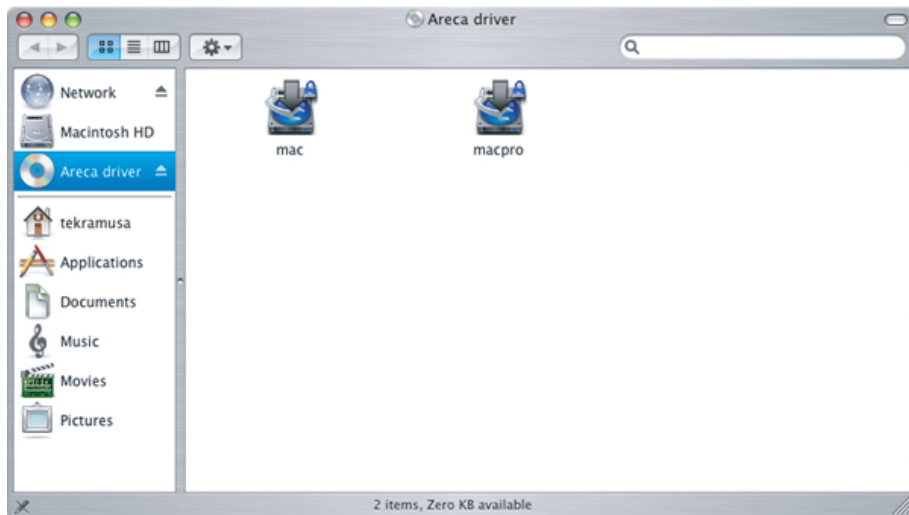 Areca driver
Network
Macintosh HD
Areca driver
tekramusa
Applications
Documents
Music
Movies
Pictures
mac
macpro
2 items, Zero KB available